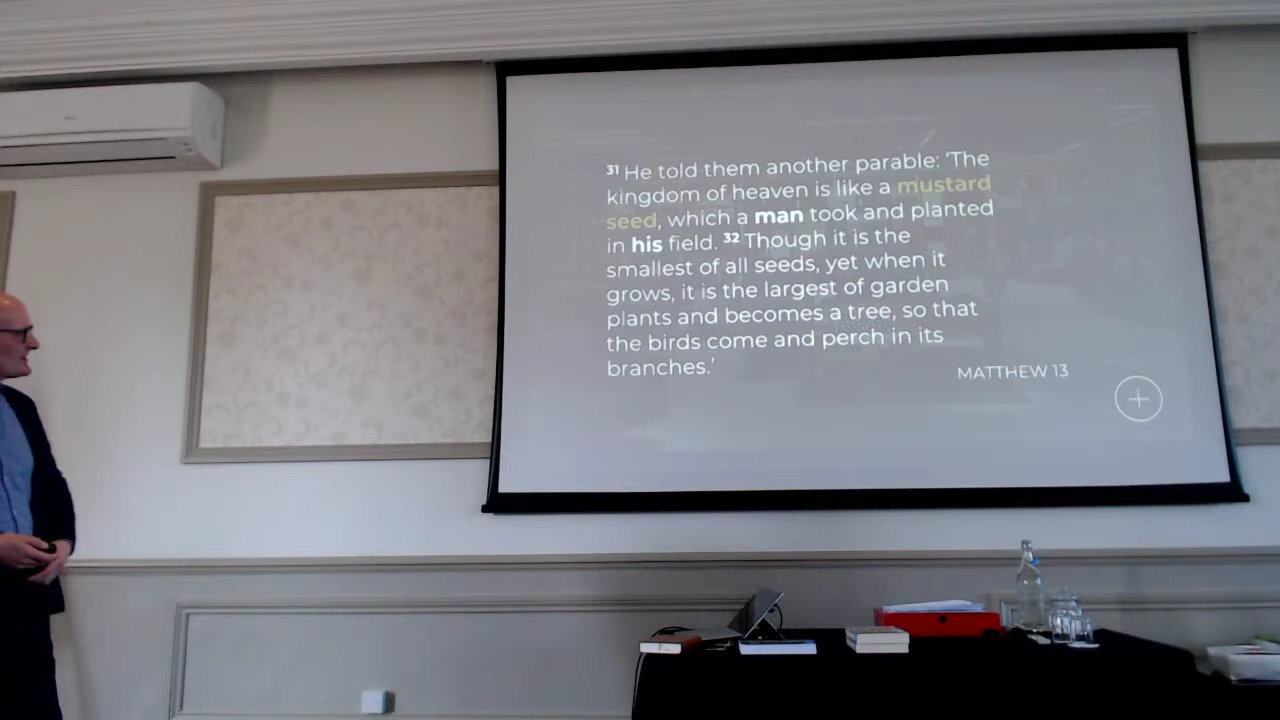 31 He told them another parable: ‘The
kingdom of heaven is like a mustard
seed, which a man took and planted
in his field. 32 Though it is the
smallest of all seeds, yet when it
grows, it is the largest of garden
plants and becomes a tree, so that
the birds come and perch in its
branches.’
MATTHEW 13